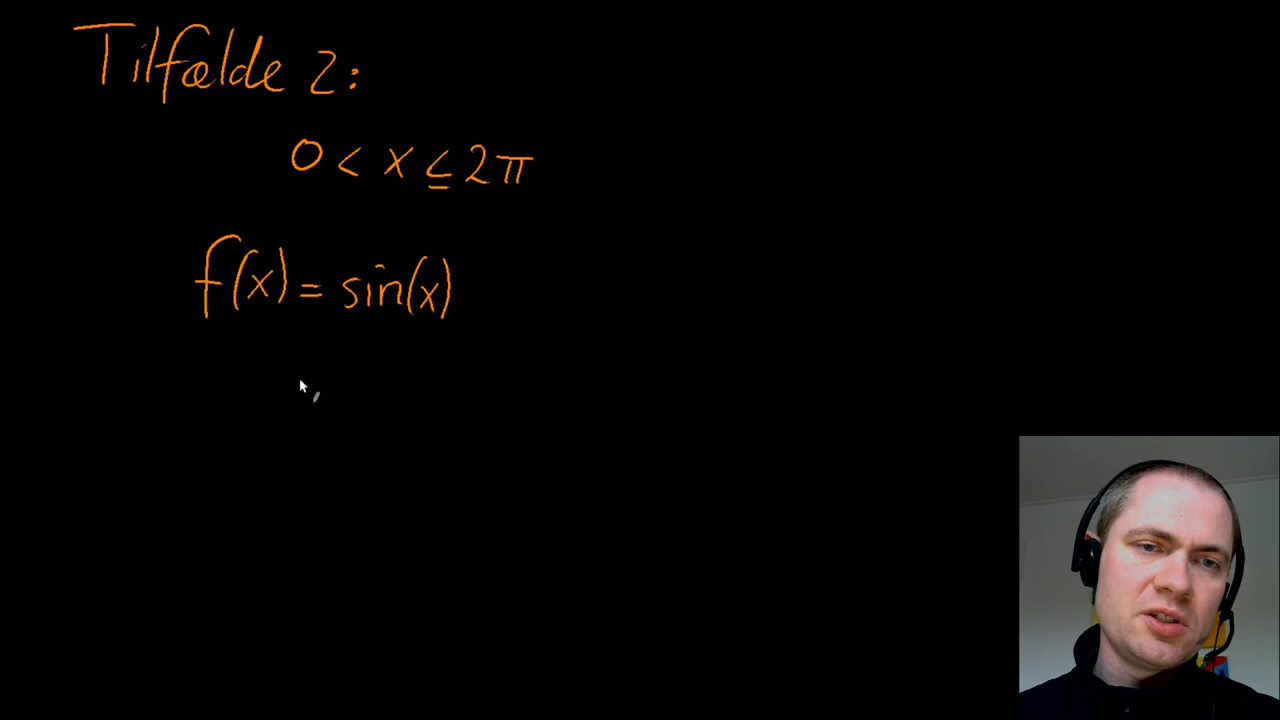 Tilfælde 2:
0 < x ≤ 2π
f(x) = sin(x)